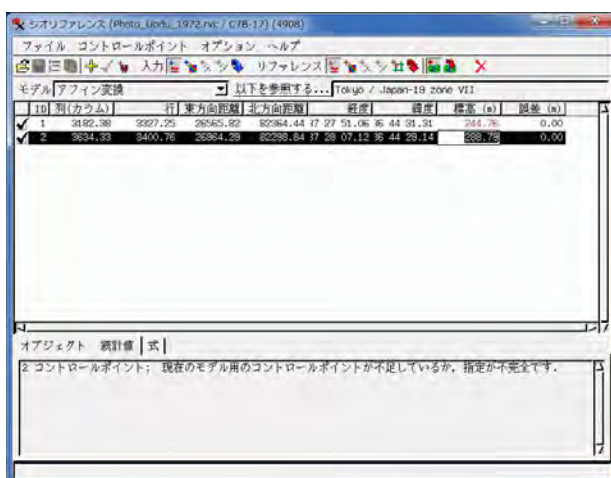 ジオリファレンス (Photo_Uodu_1972.rvc / C7B-17) (4908)
ファイル コントロールポイント オプション ヘルプ
入力 リファレンス
モデル アフィン変換 以下を参照する... Tokyo / Japan-19 zone VII
ID 列(カラム) 行 東方向距離 北方向距離 経度 緯度 標高 (m) 誤差 (m)
1 3182.38 3327.25 26565.82 82364.44 37 27 51.06 36 44 31.31 244.76 0.00
2 3634.33 3400.76 26964.29 82298.84 37 28 07.12 36 44 29.14 288.79 0.00
オブジェクト 統計値 式
2 コントロールポイント; 現在のモデル用のコントロールポイントが不足しているか, 指定が不完全です.